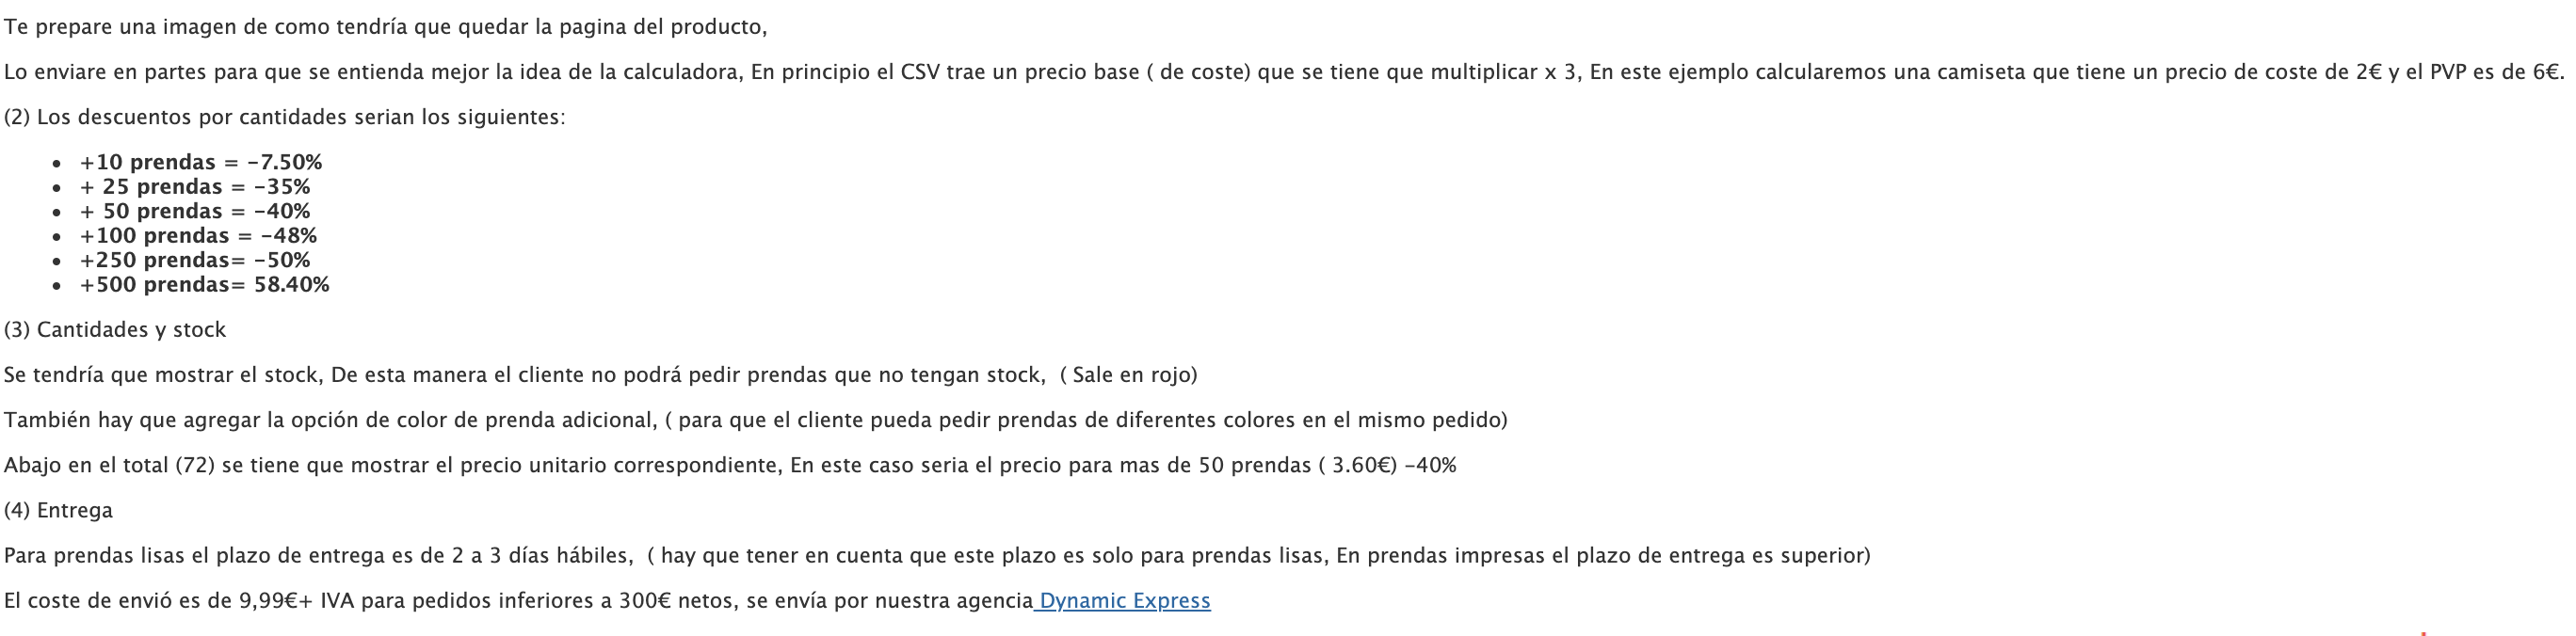 Te prepare una imagen de como tendría que quedar la pagina del producto,
Lo enviare en partes para que se entienda mejor la idea de la calculadora, En principio el CSV trae un precio base ( de coste) que se tiene que multiplicar x 3, En este ejemplo calcularemos una camiseta que tiene un precio de coste de 2€ y el PVP es de 6€.
(2) Los descuentos por cantidades serian los siguientes:
• +10 prendas = -7.50%
• + 25 prendas = -35%
• + 50 prendas = -40%
• +100 prendas = -48%
• +250 prendas= -50%
• +500 prendas= 58.40%
(3) Cantidades y stock
Se tendría que mostrar el stock, De esta manera el cliente no podrá pedir prendas que no tengan stock, ( Sale en rojo)
También hay que agregar la opción de color de prenda adicional, ( para que el cliente pueda pedir prendas de diferentes colores en el mismo pedido)
Abajo en el total (72) se tiene que mostrar el precio unitario correspondiente, En este caso seria el precio para mas de 50 prendas ( 3.60€) -40%
(4) Entrega
Para prendas lisas el plazo de entrega es de 2 a 3 días hábiles, ( hay que tener en cuenta que este plazo es solo para prendas lisas, En prendas impresas el plazo de entrega es superior)
El coste de envió es de 9,99€+ IVA para pedidos inferiores a 300€ netos, se envía por nuestra agencia Dynamic Express